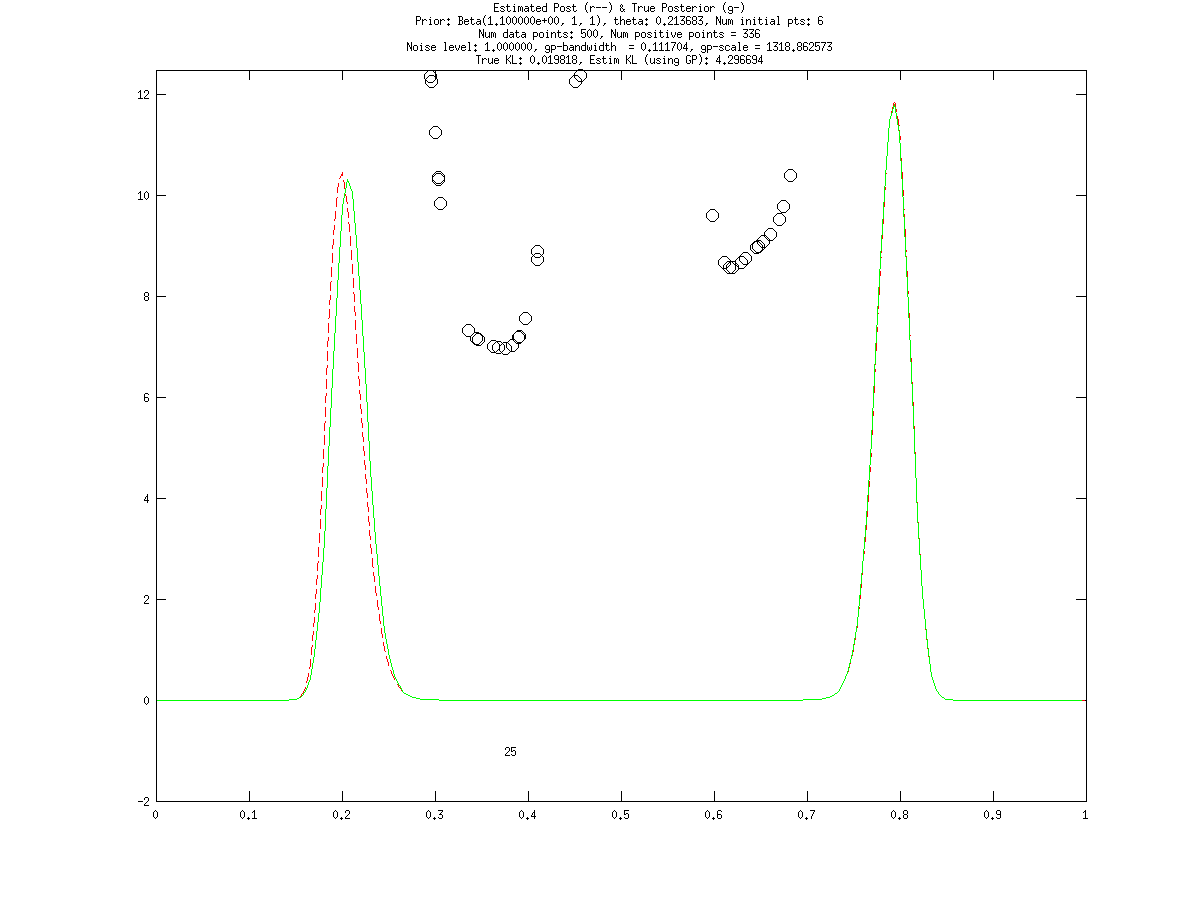 Estimated Post (r--) & True Posterior (g-)
Prior: Beta(1.100000e+00, 1, 1), theta: 0.213683, Num initial pts: 6
Num data points: 500, Num positive points = 336
Noise level: 1.000000, gp-bandwidth  = 0.111704, gp-scale = 1318.862573
True KL: 0.019818, Estim KL (using GP): 4.296694
12
10
8
6
4
2
0
25
-2
0 0.1 0.2 0.3 0.4 0.5 0.6 0.7 0.8 0.9 1